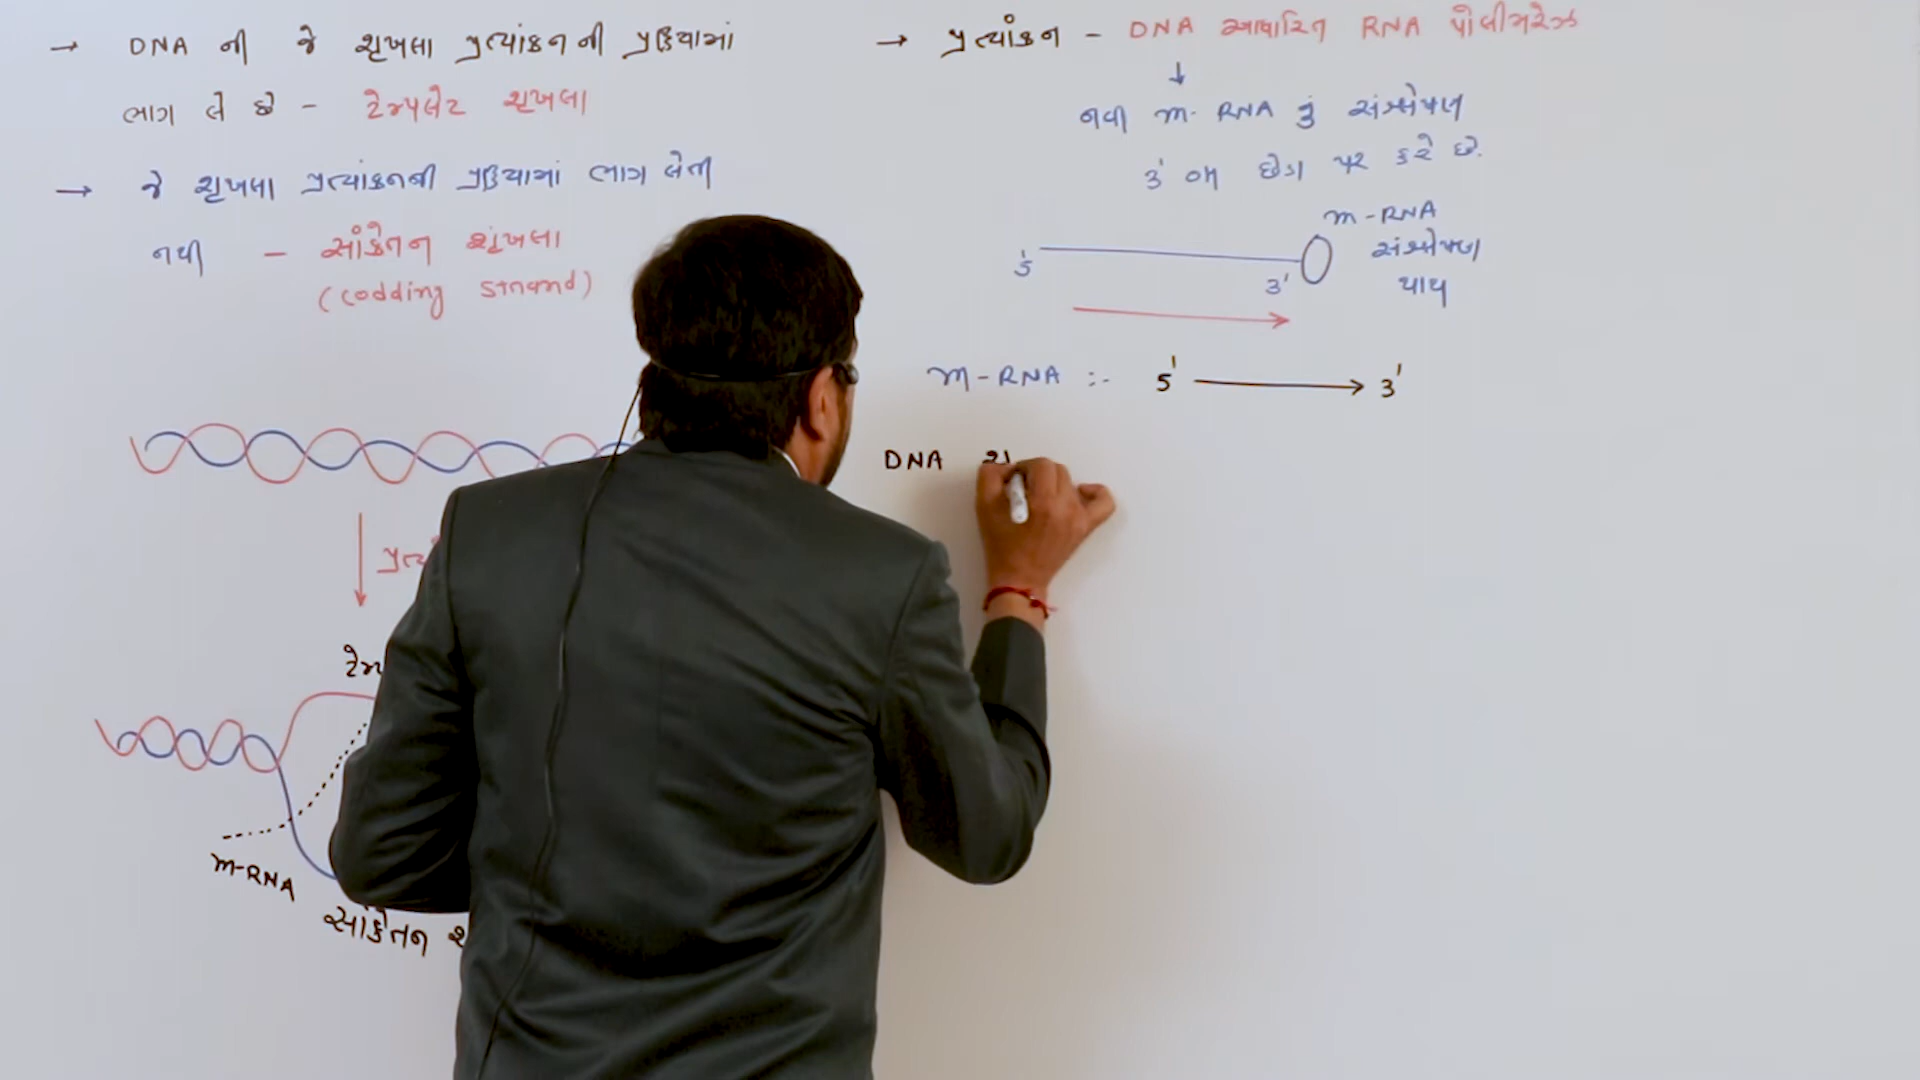 → DNA ની જે શૃંખલા પ્રત્યાંકનની પ્રક્રિયામાં
ભાગ લે છે - ટેમ્પલેટ શૃંખલા
→ જે શૃંખલા પ્રત્યાંકનની પ્રક્રિયામાં ભાગ લેતી
નથી - સાંકેતન શૃંખલા
(codding strand)
m-RNA
સાંકેતન
→ પ્રત્યાંકન - DNA આધારિત RNA પોલીમરેઝ
↓
નવી m-RNA નું સંશ્લેષણ
3' OH છેડા પર કરે છે.
m-RNA
સંશ્લેષણ
થાય
5' 3'
m-RNA :- 5' → 3'
DNA